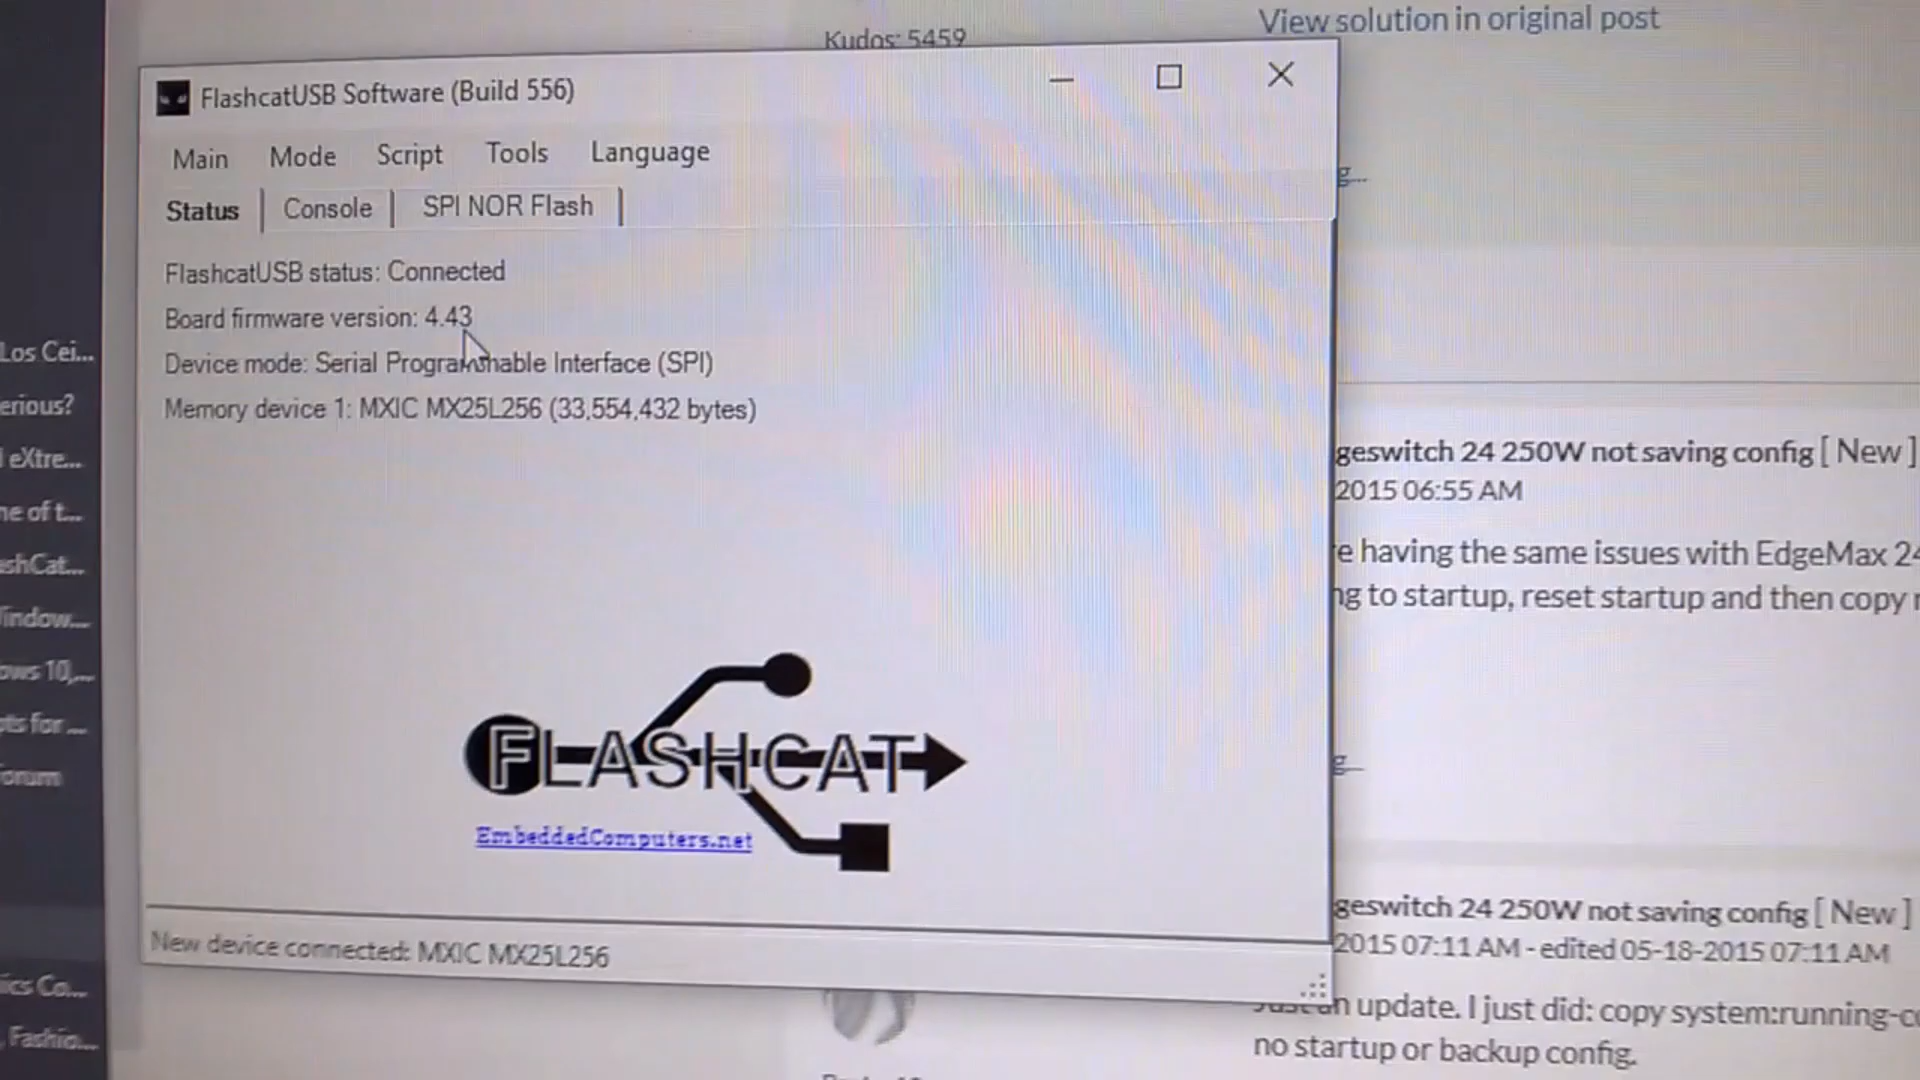 View solution in original post
Kudos: 5459
FlashcatUSB Software (Build 556)
Main Mode Script Tools Language
Status Console SPI NOR Flash
FlashcatUSB status: Connected
Board firmware version: 4.43
Device mode: Serial Programmable Interface (SPI)
Memory device 1: MXIC MX25L256 (33,554,432 bytes)
FLASHCAT
EmbeddedComputers.net
New device connected: MXIC MX25L256
Los Cei...
erious?
eXtre...
ne of t...
shCat...
indow...
ows 10,...
pts for ...
orum
ics Co...
, Fashio...
g...
geswitch 24 250W not saving config [ New ]
2015 06:55 AM
e having the same issues with EdgeMax 24
ng to startup, reset startup and then copy r
g...
geswitch 24 250W not saving config [ New ]
2015 07:11 AM - edited 05-18-2015 07:11 AM
Just an update. I just did: copy system:running-co
no startup or backup config.